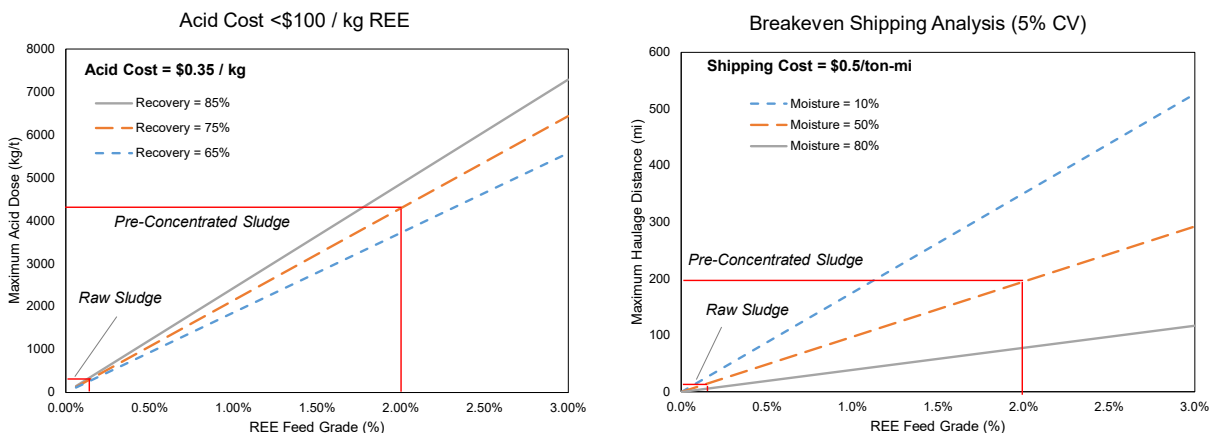 Acid Cost <$100 / kg REE
Maximum Acid Dose (kg/t)
8000
7000
6000
5000
4000
3000
2000
1000
0
Acid Cost = $0.35 / kg
Recovery = 85%
Recovery = 75%
Recovery = 65%
Pre-Concentrated Sludge
Raw Sludge
0.00% 0.50% 1.00% 1.50% 2.00% 2.50% 3.00%
REE Feed Grade (%)
Breakeven Shipping Analysis (5% CV)
Maximum Haulage Distance (mi)
600
500
400
300
200
100
0
Shipping Cost = $0.5/ton-mi
Moisture = 10%
Moisture = 50%
Moisture = 80%
Pre-Concentrated Sludge
Raw Sludge
0.0% 0.5% 1.0% 1.5% 2.0% 2.5% 3.0%
REE Feed Grade (%)